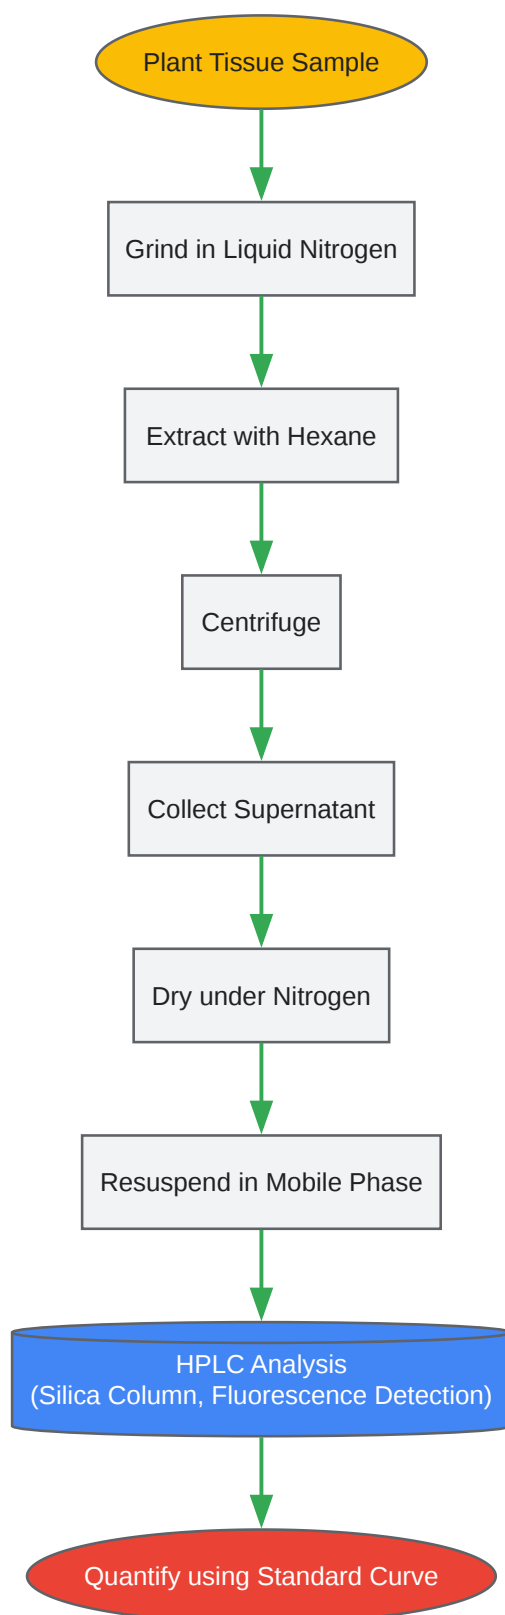 Plant Tissue Sample
Grind in Liquid Nitrogen
Extract with Hexane
Centrifuge
Collect Supernatant
Dry under Nitrogen
Resuspend in Mobile Phase
HPLC Analysis
(Silica Column, Fluorescence Detection)
Quantify using Standard Curve